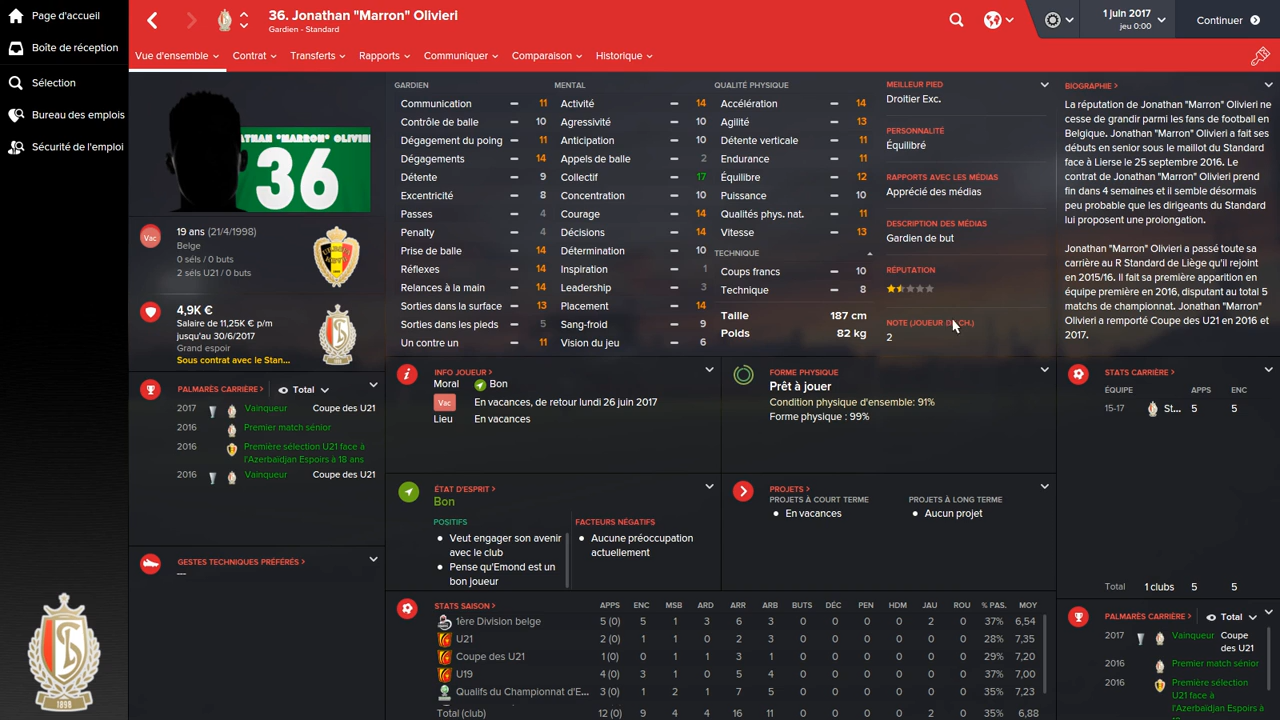 Page d'accueil
Boîte de réception
Sélection
Bureau des emplois
Sécurité de l'emploi
36. Jonathan "Marron" Olivieri
Gardien - Standard
1 juin 2017
jeu 0:00
Continuer
Vue d'ensemble
Contrat
Transferts
Rapports
Communiquer
Comparaison
Historique
36
Vac
19 ans (21/4/1998)
Belge
0 séls / 0 buts
2 séls U21 / 0 buts
4,9K €
Salaire de 11,25K € p/m
jusqu'au 30/6/2017
Grand espoir
Sous contrat avec le Stan...
PALMARÈS CARRIÈRE > Total
2017 Vainqueur Coupe des U21
2016 Premier match sénior
2016 Première sélection U21 face à
l'Azerbaïdjan Espoirs à 18 ans
2016 Vainqueur Coupe des U21
GESTES TECHNIQUES PRÉFÉRÉS >
---
1898
GARDIEN
Communication - 11
Contrôle de balle - 10
Dégagement du poing - 11
Dégagements - 14
Détente - 9
Excentricité - 8
Passes - 4
Penalty - 4
Prise de balle - 14
Réflexes - 14
Relances à la main - 14
Sorties dans la surface - 13
Sorties dans les pieds - 5
Un contre un - 11
MENTAL
Activité - 14
Agressivité - 10
Anticipation - 10
Appels de balle - 2
Collectif - 17
Concentration - 10
Courage - 14
Décisions - 14
Détermination - 10
Inspiration - 1
Leadership - 3
Placement - 14
Sang-froid - 9
Vision du jeu - 6
QUALITÉ PHYSIQUE
Accélération - 14
Agilité - 13
Détente verticale - 11
Endurance - 11
Équilibre - 12
Puissance - 10
Qualités phys. nat. - 11
Vitesse - 13
TECHNIQUE
Coups francs - 10
Technique - 8
Taille 187 cm
Poids 82 kg
MEILLEUR PIED
Droitier Exc.
PERSONNALITÉ
Équilibré
RAPPORTS AVEC LES MÉDIAS
Apprécié des médias
DESCRIPTION DES MÉDIAS
Gardien de but
RÉPUTATION
NOTE (JOUEUR DU CH.)
2
BIOGRAPHIE >
La réputation de Jonathan "Marron" Olivieri ne
cesse de grandir parmi les fans de football en
Belgique. Jonathan "Marron" Olivieri a fait ses
débuts en senior sous le maillot du Standard
face à Lierse le 25 septembre 2016. Le
contrat de Jonathan "Marron" Olivieri prend
fin dans 4 semaines et il semble désormais
peu probable que les dirigeants du Standard
lui proposent une prolongation.
Jonathan "Marron" Olivieri a passé toute sa
carrière au R Standard de Liège qu'il rejoint
en 2015/16. Il fait sa première apparition en
équipe première en 2016, disputant au total 5
matchs de championnat. Jonathan "Marron"
Olivieri a remporté Coupe des U21 en 2016 et
2017.
INFO JOUEUR >
Moral Bon
Vac En vacances, de retour lundi 26 juin 2017
Lieu En vacances
FORME PHYSIQUE >
Prêt à jouer
Condition physique d'ensemble: 91%
Forme physique : 99%
STATS CARRIÈRE >
ÉQUIPE APPS ENC
15-17 St... 5 5
Total 1 clubs 5 5
ÉTAT D'ESPRIT >
Bon
POSITIFS
• Veut engager son avenir
avec le club
• Pense qu'Emond est un
bon joueur
FACTEURS NÉGATIFS
• Aucune préoccupation
actuellement
PROJETS >
PROJETS À COURT TERME
• En vacances
PROJETS À LONG TERME
• Aucun projet
STATS SAISON > APPS ENC MSB ARD ARR ARB BUTS DÉC PEN HDM JAU ROU % PAS. MOY
1ère Division belge 5 (0) 5 1 3 6 3 0 0 0 0 2 0 37% 6,54
U21 2 (0) 1 1 0 2 3 0 0 0 0 0 0 28% 7,35
Coupe des U21 1 (0) 0 1 1 3 1 0 0 0 0 0 0 29% 7,20
U19 4 (0) 3 1 0 5 4 0 0 0 0 0 0 37% 7,00
Qualifs du Championnat d'E... 3 (0) 1 2 1 7 5 0 0 0 0 0 0 35% 7,23
Total (club) 12 (0) 9 4 4 16 11 0 0 0 0 2 0 35% 6,88
PALMARÈS CARRIÈRE > Total
2017 Vainqueur Coupe
des U21
2016 Premier match sénior
2016 Première sélection
U21 face à
l'Azerbaïdjan Espoirs à